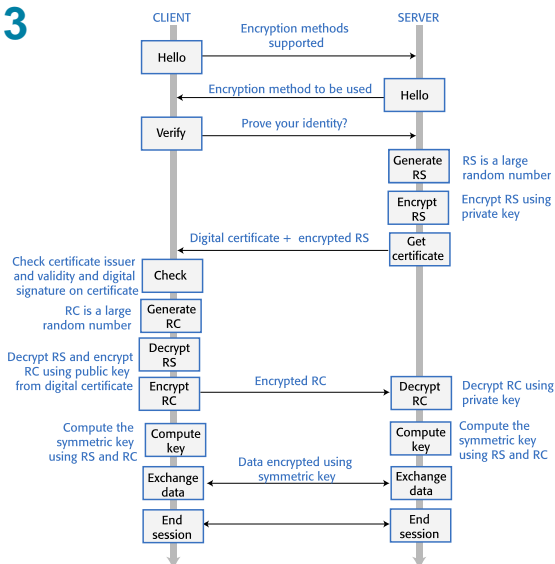 3
CLIENT
SERVER
Encryption methods
supported
Hello
Encryption method to be used
Hello
Prove your identity?
Verify
Generate
RS
RS is a large
random number
Encrypt
RS
Encrypt RS using
private key
Digital certificate + encrypted RS
Get
certificate
Check certificate issuer
and validity and digital
signature on certificate
Check
RC is a large
random number
Generate
RC
Decrypt RS and encrypt
RC using public key
from digital certificate
Decrypt
RS
Encrypt
RC
Encrypted RC
Decrypt
RC
Decrypt RC using
private key
Compute the
symmetric key
using RS and RC
Compute
key
Compute
key
Compute the
symmetric key
using RS and RC
Exchange
data
Data encrypted using
symmetric key
Exchange
data
End
session
End
session